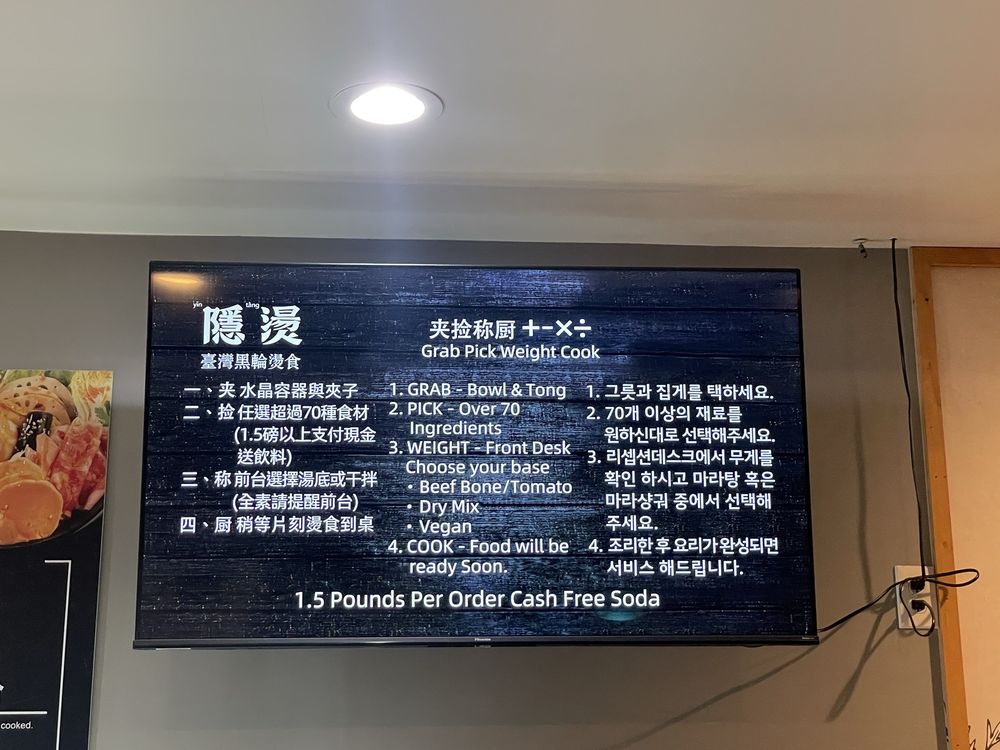 yǐn tàng
隱燙
臺灣黑輪燙食
夹捡称厨 +-×÷
Grab Pick Weight Cook
一、夹 水晶容器與夾子
二、捡 任選超過70種食材
(1.5磅以上支付現金
送飲料)
三、称 前台選擇湯底或干拌
(全素請提醒前台)
四、厨 稍等片刻燙食到桌
1. GRAB - Bowl & Tong
2. PICK - Over 70
Ingredients
3. WEIGHT - Front Desk
Choose your base
· Beef Bone/Tomato
· Dry Mix
· Vegan
4. COOK - Food will be
ready Soon.
1. 그릇과 집게를 택하세요.
2. 70개 이상의 재료를
원하신대로 선택해주세요.
3. 리셉션데스크에서 무게를
확인 하시고 마라탕 혹은
마라샹궈 중에서 선택해
주세요.
4. 조리한 후 요리가 완성되면
서비스 해드립니다.
1.5 Pounds Per Order Cash Free Soda
Hisense
cooked.